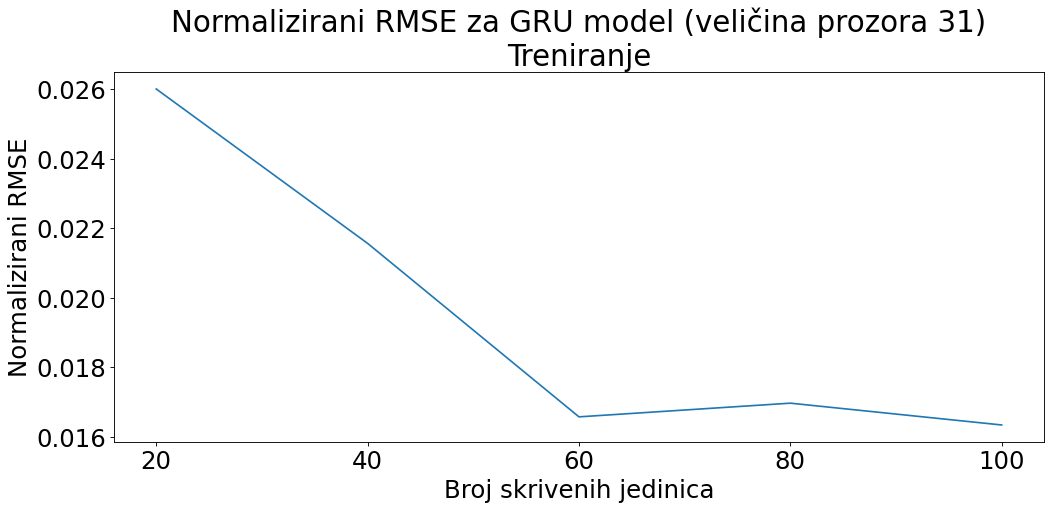 Normalizirani RMSE za GRU model (veličina prozora 31)
Treniranje
Normalizirani RMSE
0.026
0.024
0.022
0.020
0.018
0.016
20 40 60 80 100
Broj skrivenih jedinica